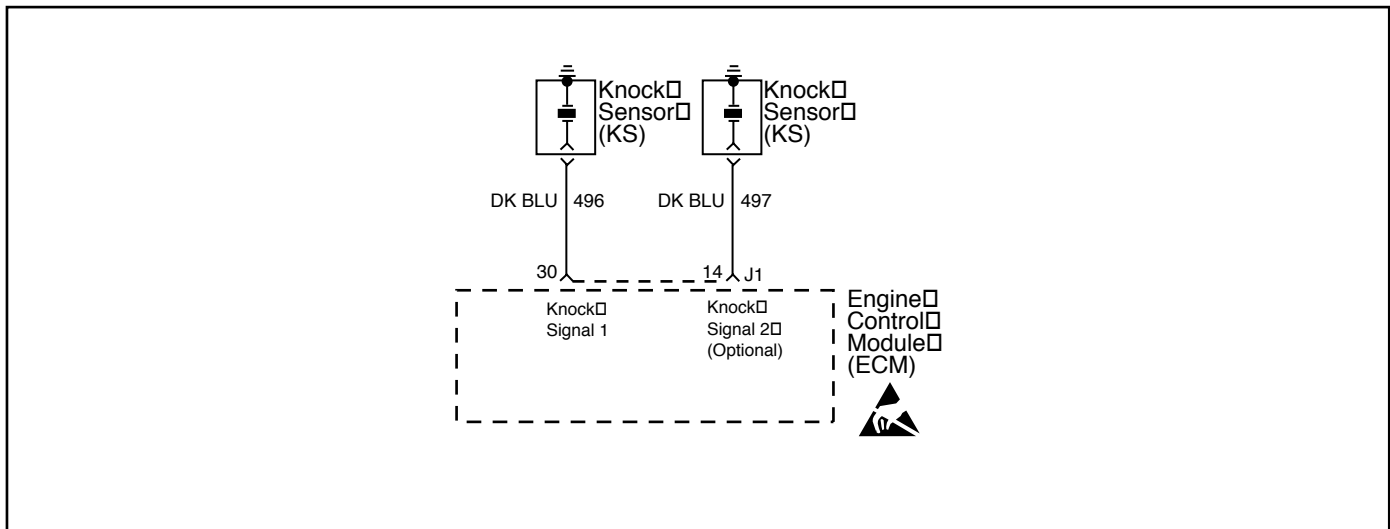 Knock
Sensor
(KS)
Knock
Sensor
(KS)
DK BLU 496
DK BLU 497
30
14 J1
Knock
Signal 1
Knock
Signal 2
(Optional)
Engine
Control
Module
(ECM)